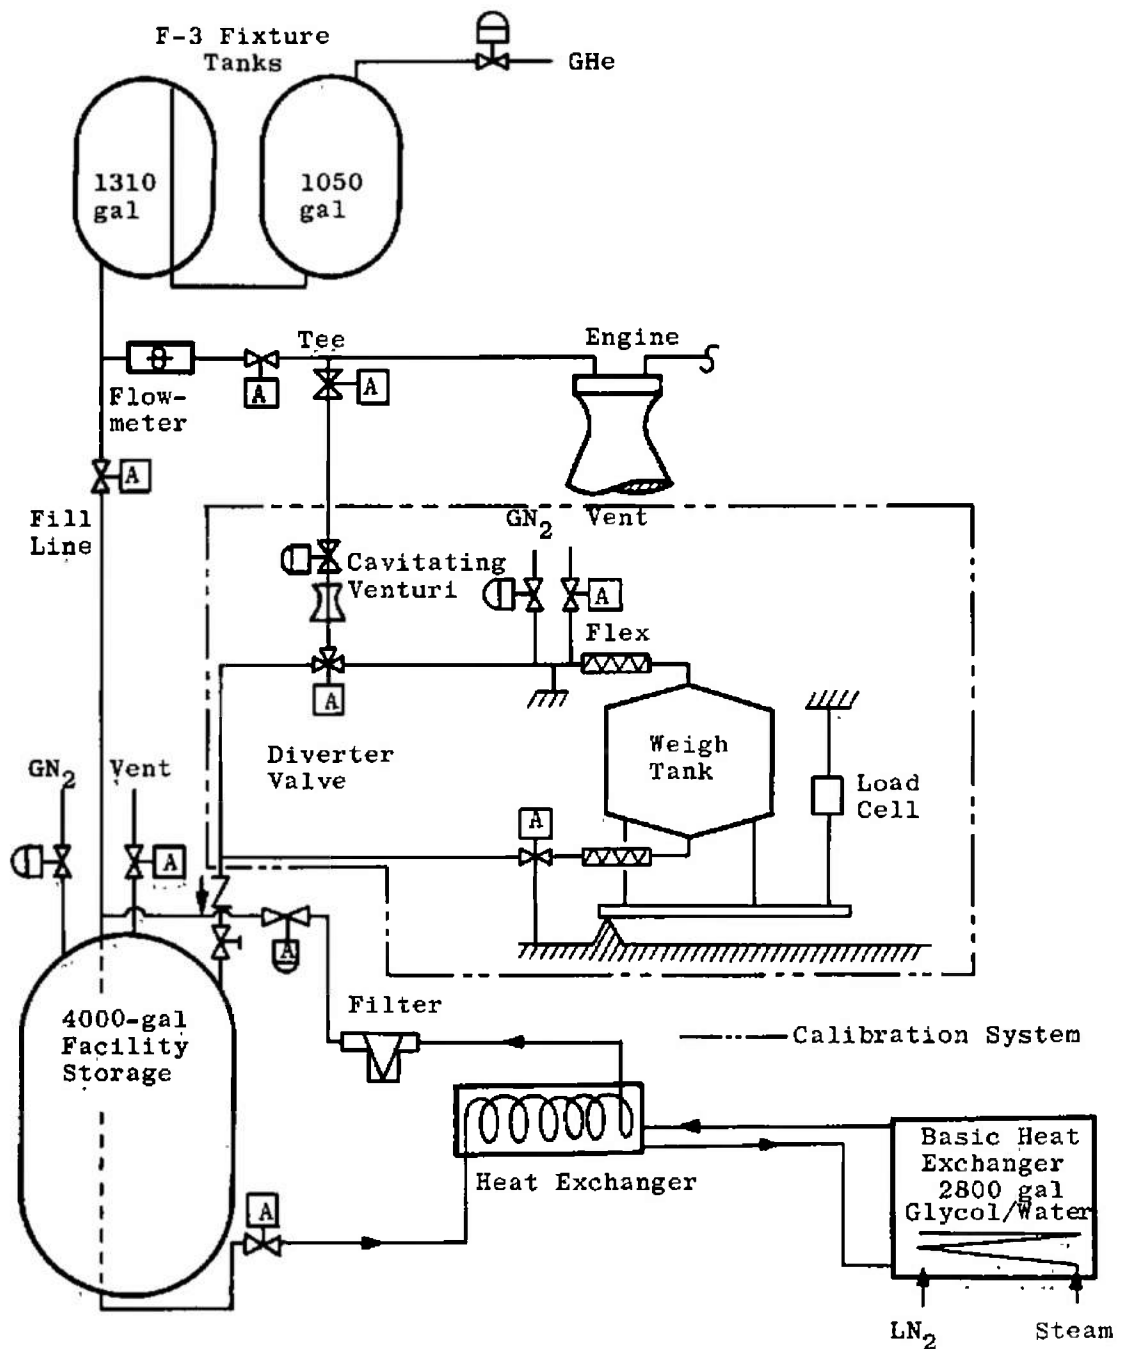 F-3 Fixture
Tanks
GHe
1310
gal
1050
gal
Tee
Engine
A
A
Flow-
meter
A
Fill
Line
GN2
Vent
Cavitating
Venturi
A
Flex
A
Diverter
Valve
Weigh
Tank
Load
Cell
GN2
Vent
A
A
A
4000-gal
Facility
Storage
Filter
Calibration System
Heat Exchanger
Basic Heat
Exchanger
2800 gal
Glycol/Water
A
LN2
Steam